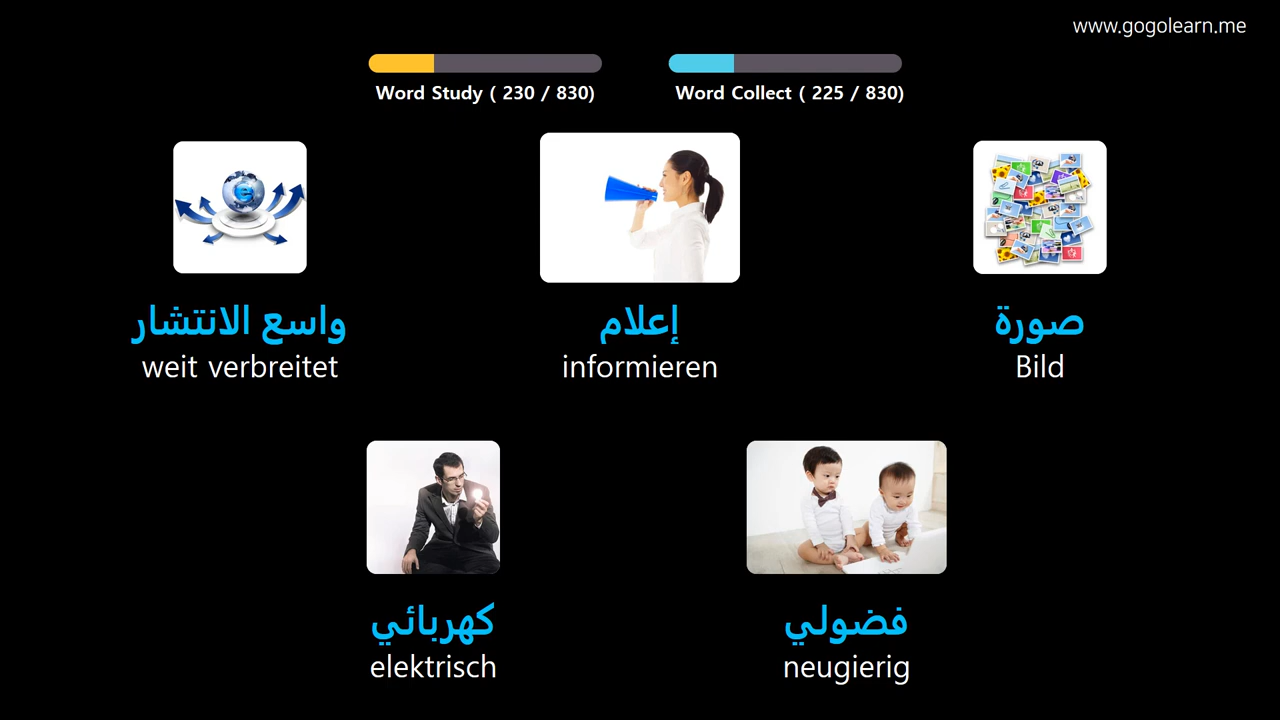 www.gogolearn.me
Word Study ( 230 / 830)
Word Collect ( 225 / 830)
واسع الانتشار
weit verbreitet
إعلام
informieren
صورة
Bild
كهربائي
elektrisch
فضولي
neugierig